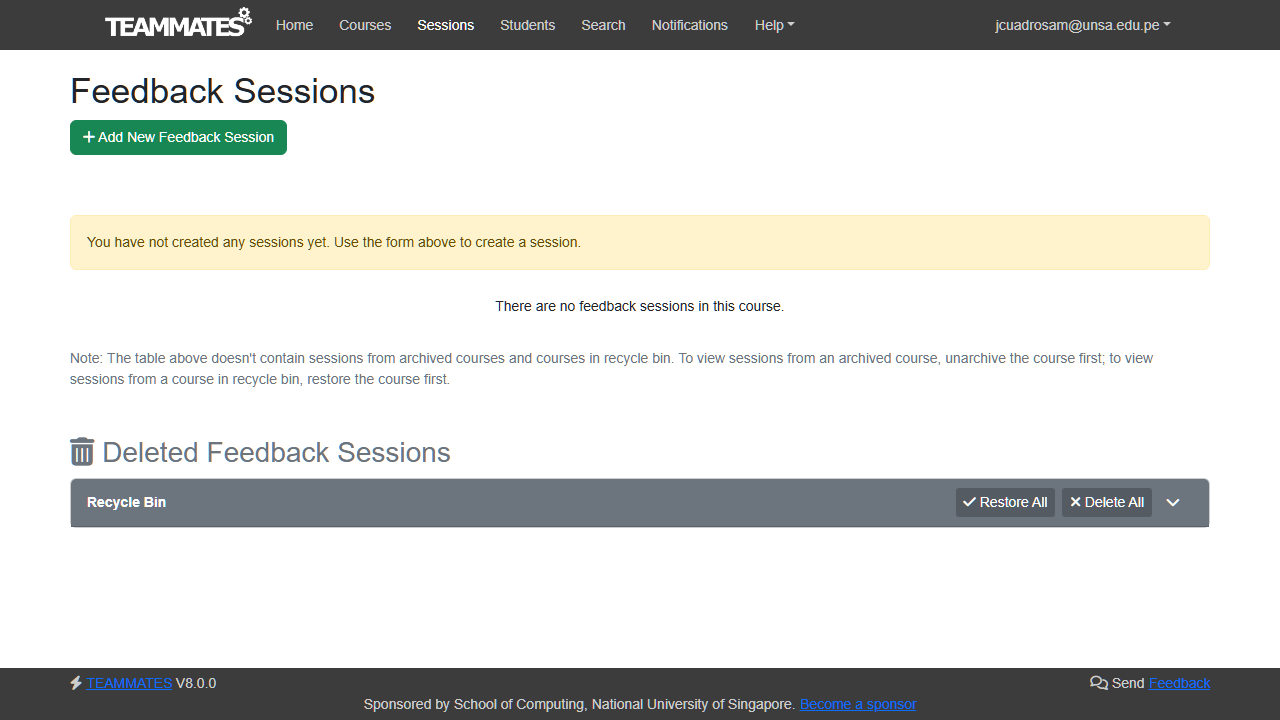 TEAMMATES Home Courses Sessions Students Search Notifications Help jcuadrosam@unsa.edu.pe
Feedback Sessions
Add New Feedback Session
You have not created any sessions yet. Use the form above to create a session.
There are no feedback sessions in this course.
Note: The table above doesn't contain sessions from archived courses and courses in recycle bin. To view sessions from an archived course, unarchive the course first; to view
sessions from a course in recycle bin, restore the course first.
Deleted Feedback Sessions
Recycle Bin Restore All Delete All
TEAMMATES V8.0.0 Send Feedback
Sponsored by School of Computing, National University of Singapore. Become a sponsor